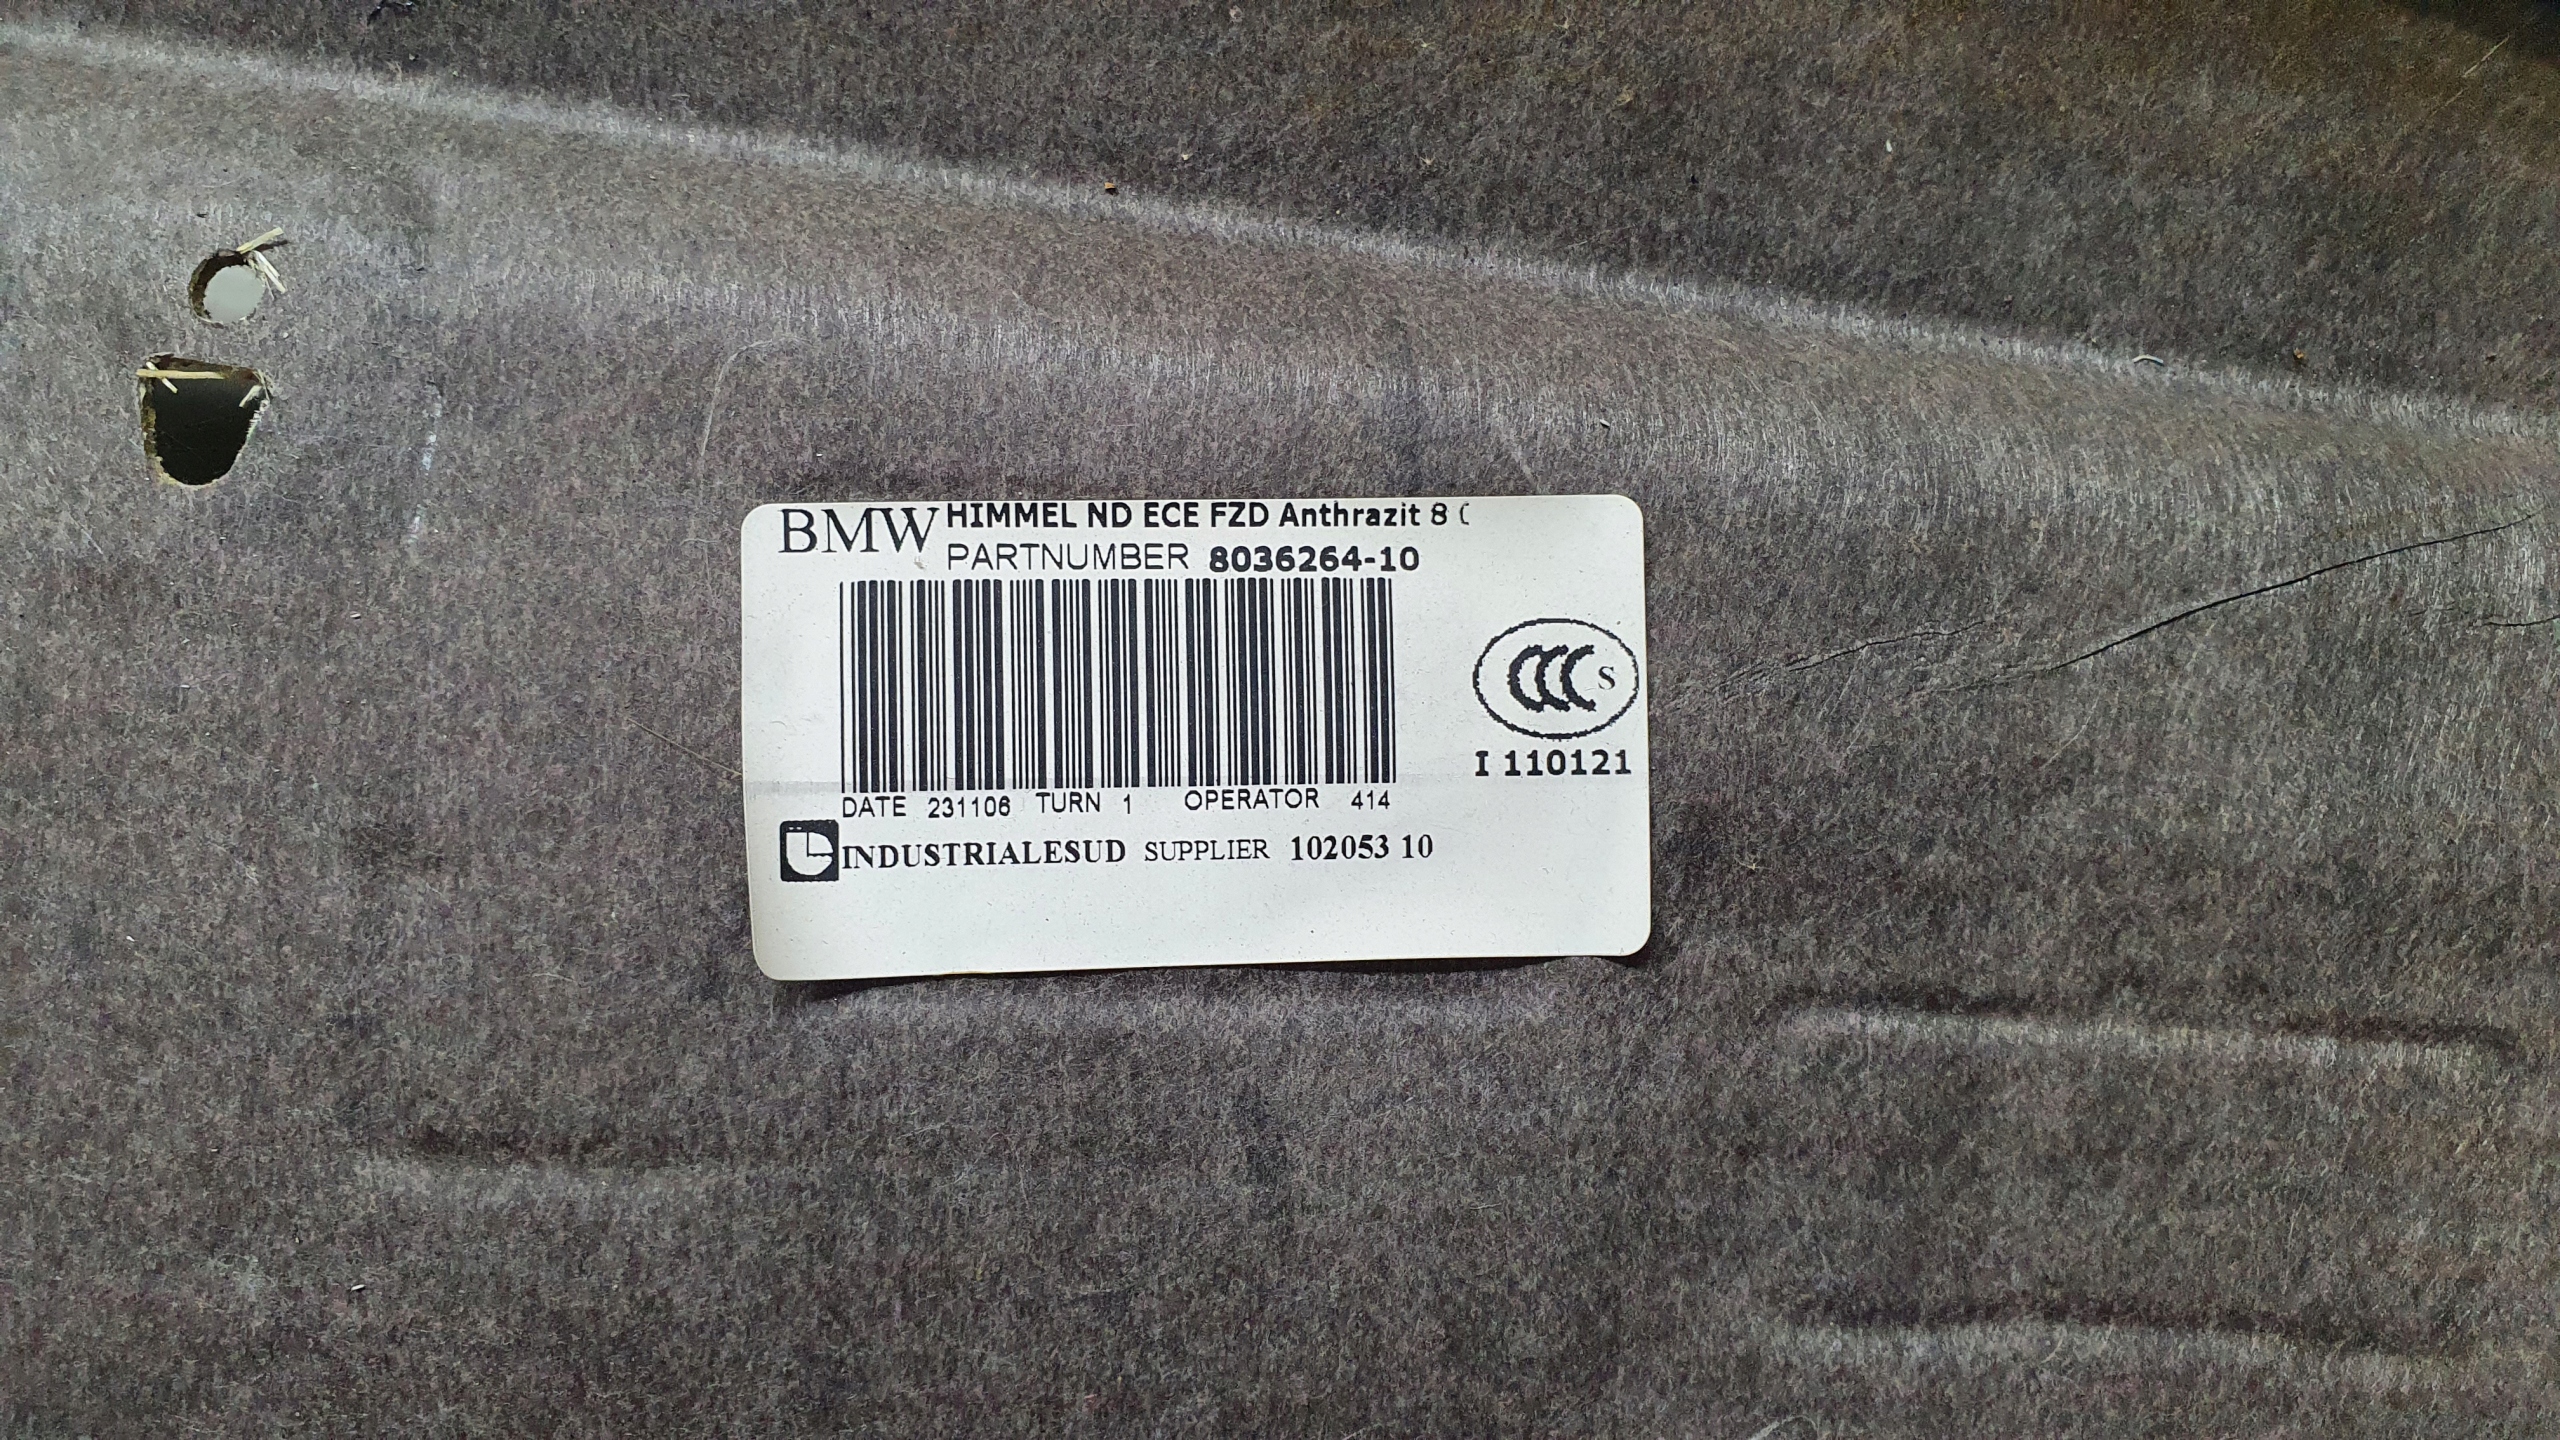 BMW HIMMEL ND ECE FZD Anthrazit 8
PARTNUMBER 8036264-10
CCC S
I 110121
DATE 231106 TURN 1 OPERATOR 414
INDUSTRIALESUD SUPPLIER 102053 10